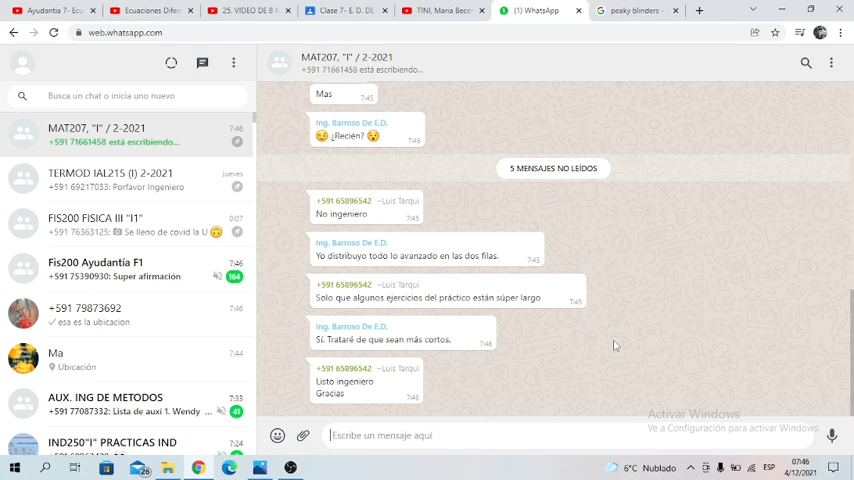 Ayudantia 7- Ecu
Ecuaciones Difer
25. VIDEO DE 8 M
Clase 7- E. D. DE
TINI, Maria Bece
(1) WhatsApp
peaky blinders -
web.whatsapp.com
MAT207, "I" / 2-2021
+591 71661458 está escribiendo...
Busca un chat o inicia uno nuevo
MAT207, "I" / 2-2021
7:46
+591 71661458 está escribiendo...
TERMOD IAL215 (I) 2-2021
jueves
+591 69217033: Porfavor Ingeniero
FIS200 FISICA III "I1"
0:07
+591 76363125: Se lleno de covid la U 🙃
Fis200 Ayudantía F1
7:46
+591 75390930: Super afirmación
164
+591 79873692
7:46
esa es la ubicacion
Ma
7:44
Ubicación
AUX. ING DE METODOS
7:33
+591 77087332: Lista de auxi 1. Wendy ...
41
IND250"I" PRACTICAS IND
7:24
Mas
7:45
Ing. Barroso De E.D.
😏 ¿Recién? 😯
7:45
5 MENSAJES NO LEÍDOS
+591 65896542 ~Luis Tarqui
No ingeniero
7:45
Ing. Barroso De E.D.
Yo distribuyo todo lo avanzado en las dos filas.
7:45
+591 65896542 ~Luis Tarqui
Solo que algunos ejercicios del práctico están súper largo
7:45
Ing. Barroso De E.D.
Sí. Trataré de que sean más cortos.
7:46
+591 65896542 ~Luis Tarqui
Listo ingeniero
Gracias
7:46
Escribe un mensaje aquí
Activar Windows
Ve a Configuración para activar Windows.
26
6°C Nublado
ESP
07:46
4/12/2021